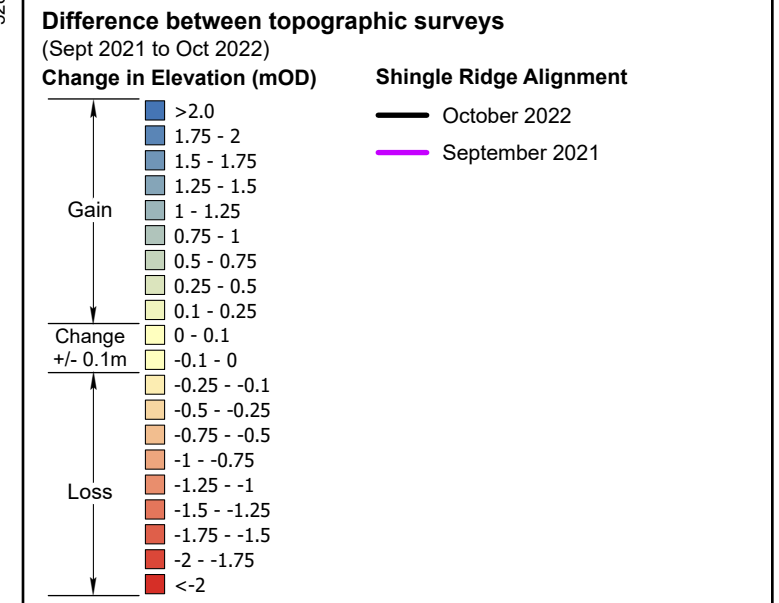 Difference between topographic surveys
(Sept 2021 to Oct 2022)
Change in Elevation (mOD)
Gain
Change
+/- 0.1m
Loss
>2.0
1.75 - 2
1.5 - 1.75
1.25 - 1.5
1 - 1.25
0.75 - 1
0.5 - 0.75
0.25 - 0.5
0.1 - 0.25
0 - 0.1
-0.1 - 0
-0.25 - -0.1
-0.5 - -0.25
-0.75 - -0.5
-1 - -0.75
-1.25 - -1
-1.5 - -1.25
-1.75 - -1.5
-2 - -1.75
<-2
Shingle Ridge Alignment
October 2022
September 2021